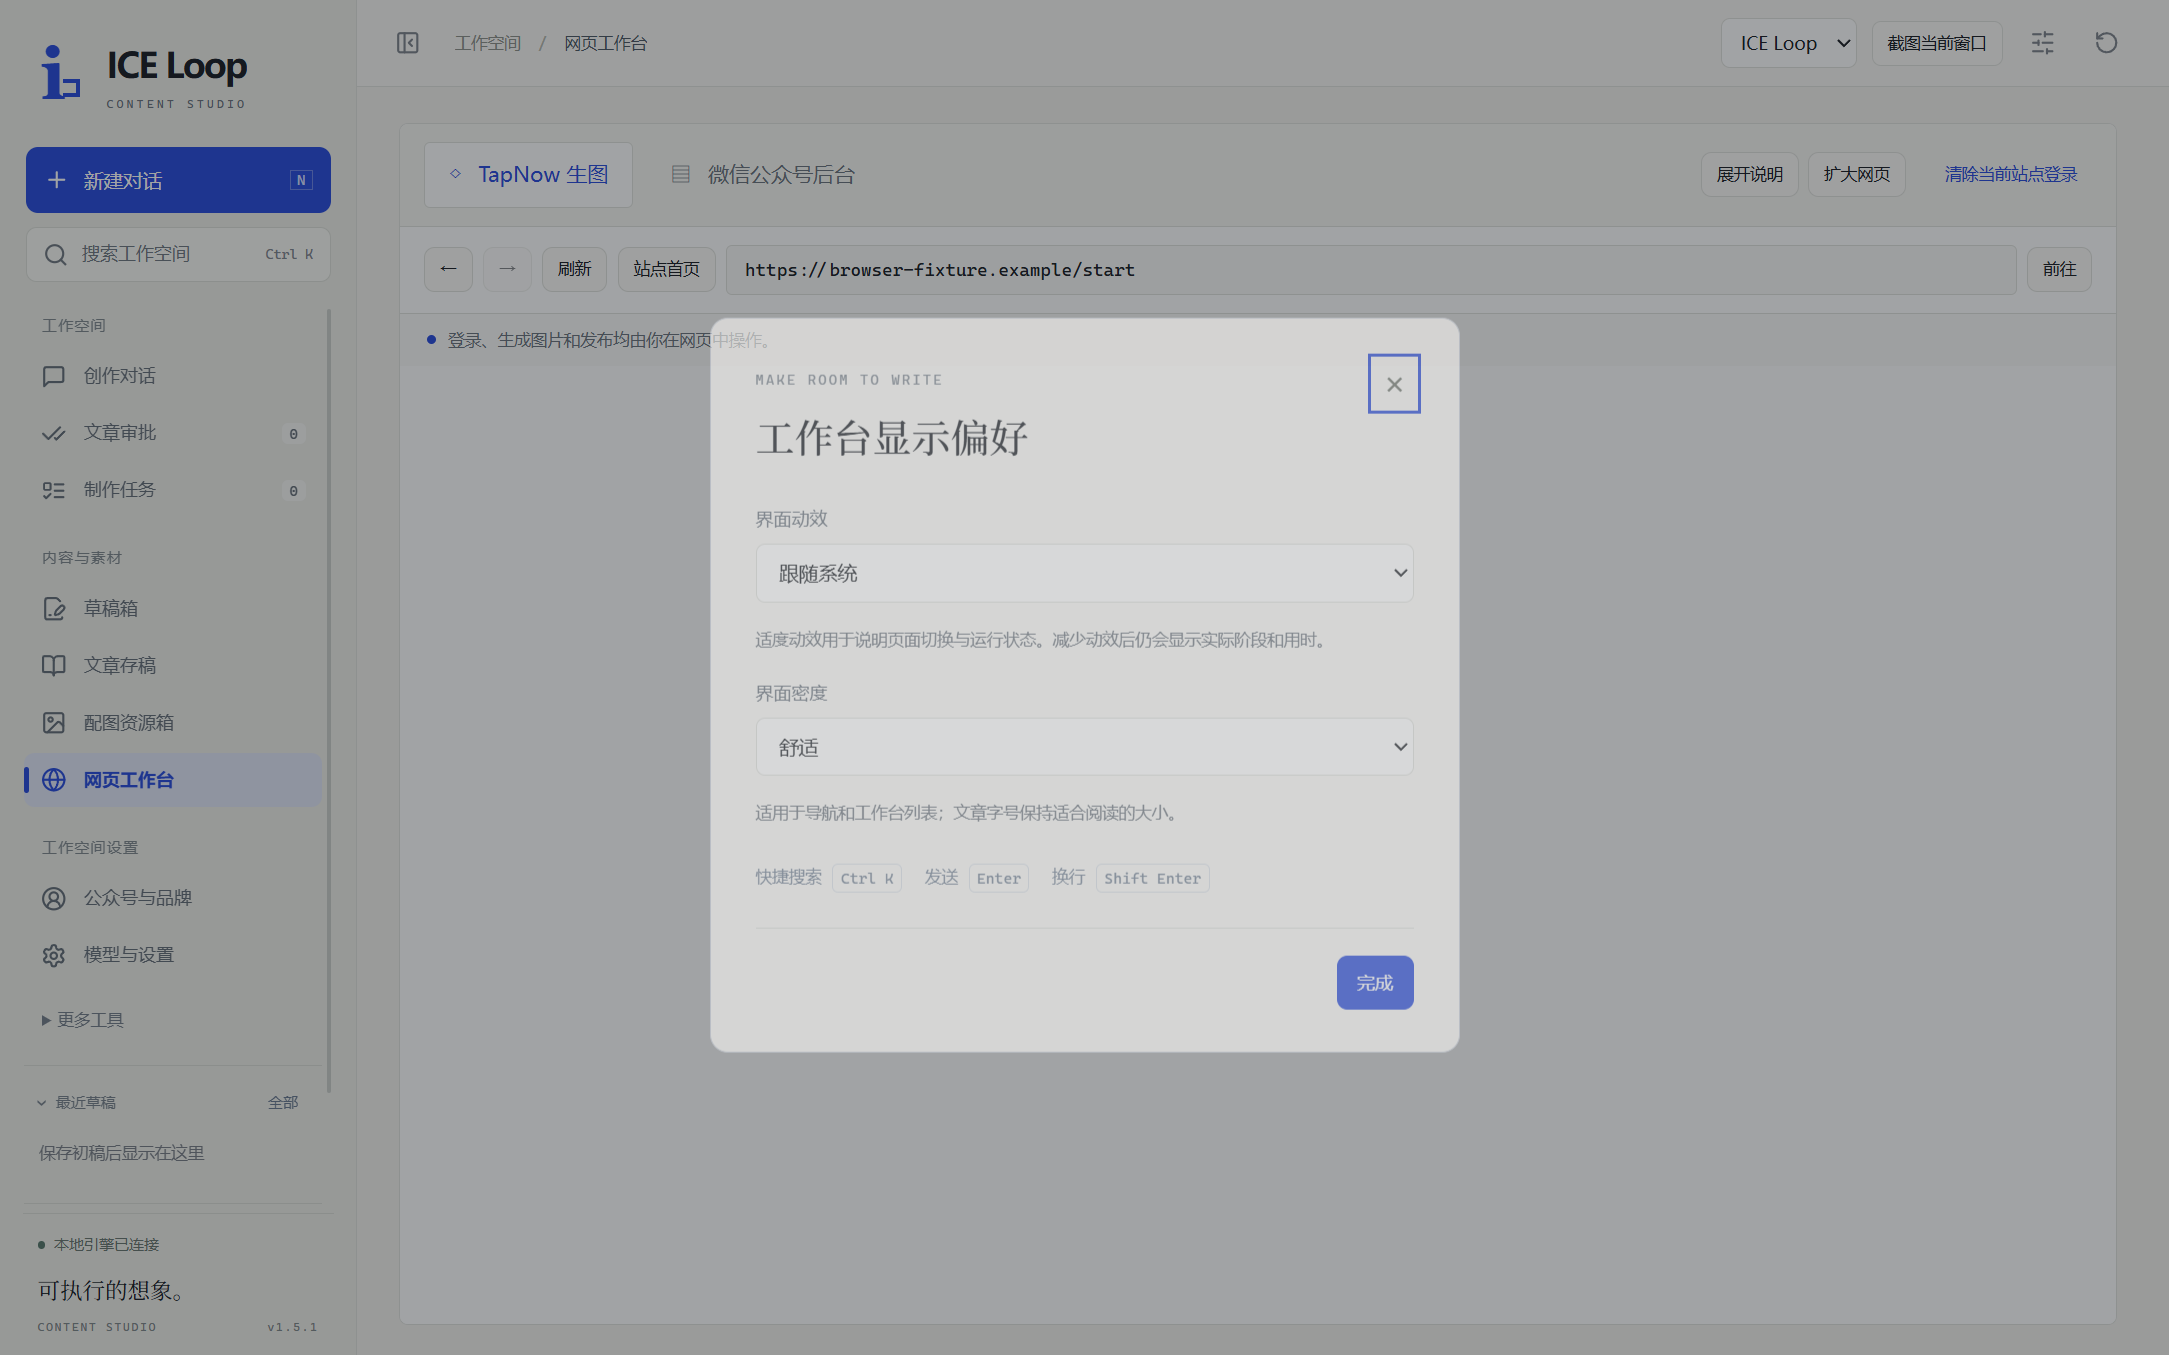 ICE Loop
CONTENT STUDIO
新建对话 N
搜索工作空间 Ctrl K
工作空间
创作对话
文章审批 0
制作任务 0
内容与素材
草稿箱
文章存稿
配图资源箱
网页工作台
工作空间设置
公众号与品牌
模型与设置
更多工具
最近草稿 全部
保存初稿后显示在这里
本地引擎已连接
可执行的想象。
CONTENT STUDIO v1.5.1
工作空间 / 网页工作台
ICE Loop 截图当前窗口
TapNow 生图 微信公众号后台 展开说明 扩大网页 清除当前站点登录
← → 刷新 站点首页 https://browser-fixture.example/start 前往
登录、生成图片和发布均由你在网页中操作。
MAKE ROOM TO WRITE
工作台显示偏好
界面动效
跟随系统
适度动效用于说明页面切换与运行状态。减少动效后仍会显示实际阶段和用时。
界面密度
舒适
适用于导航和工作台列表；文章字号保持适合阅读的大小。
快捷搜索 Ctrl K 发送 Enter 换行 Shift Enter
完成